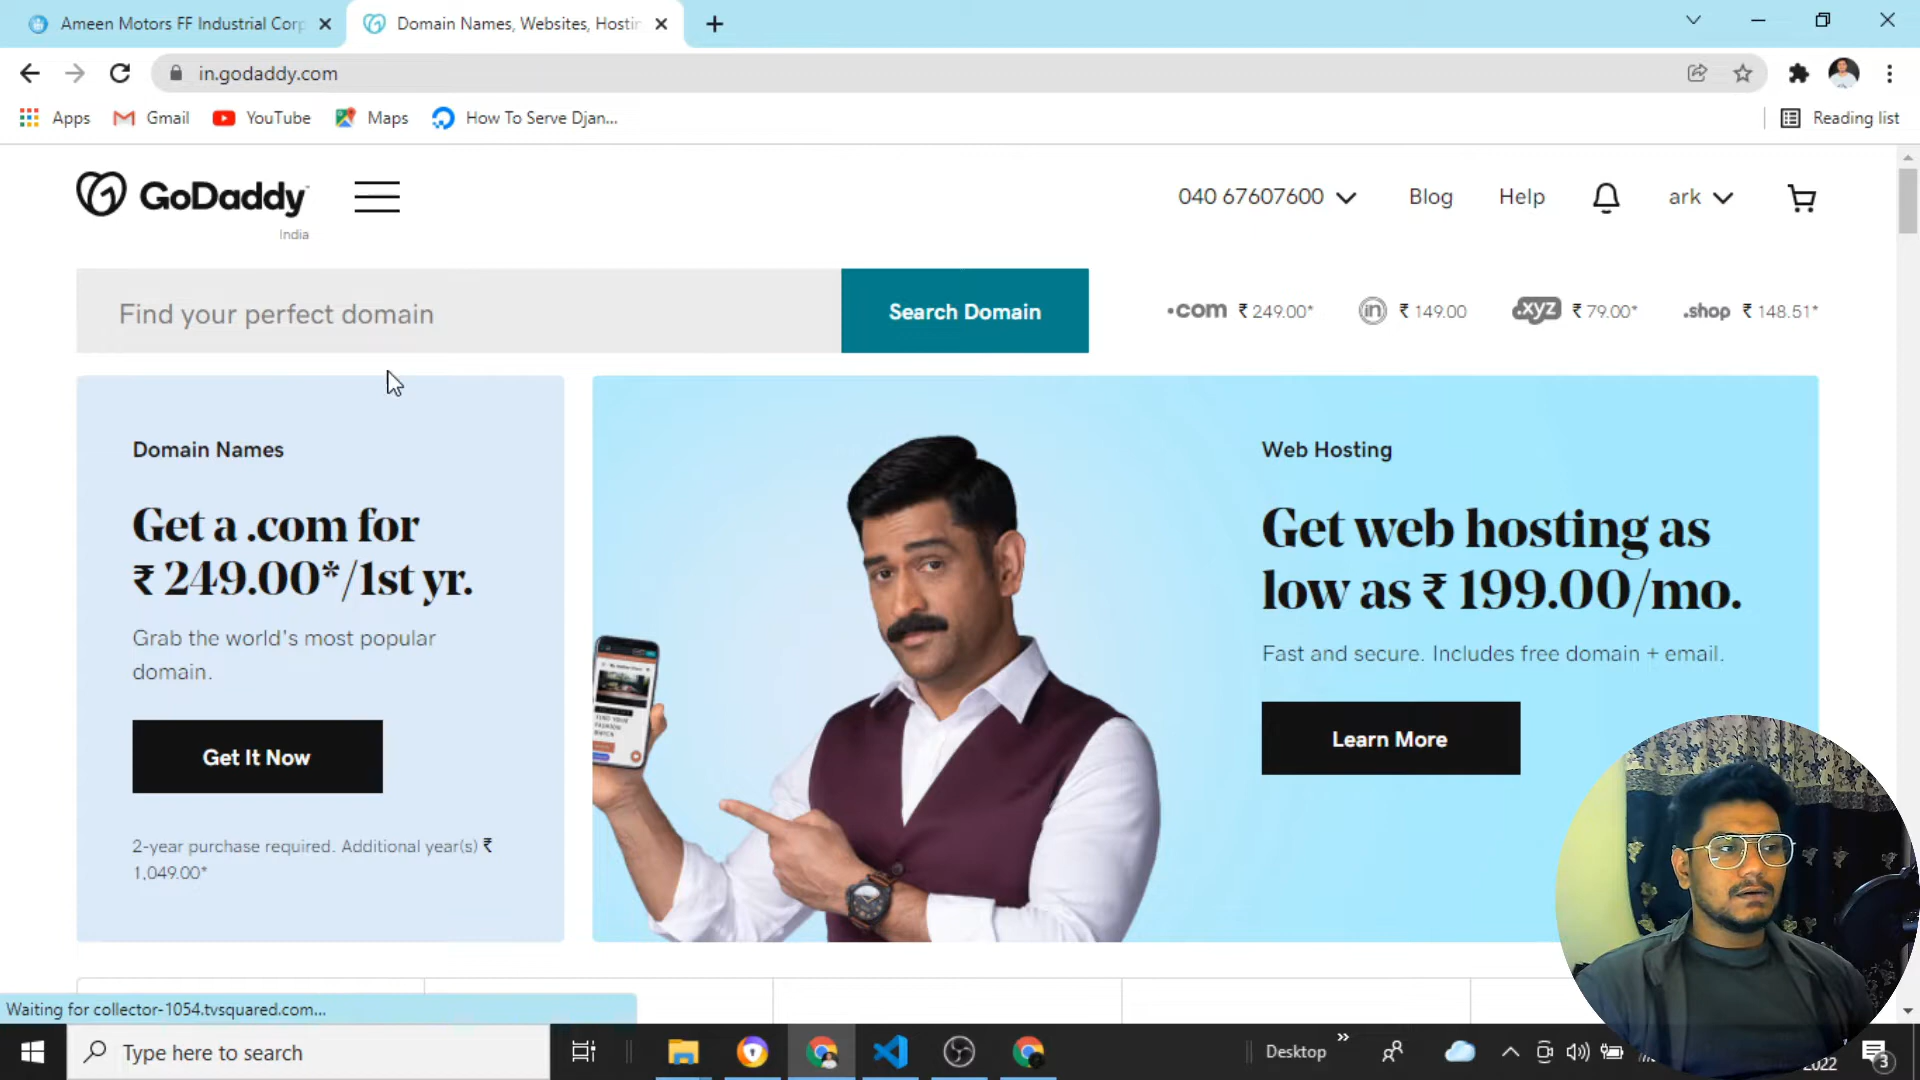 Ameen Motors FF Industrial Corp
Domain Names, Websites, Hostin
in.godaddy.com
Apps
Gmail
YouTube
Maps
How To Serve Djan...
Reading list
GoDaddy
India
040 67607600
Blog
Help
ark
Find your perfect domain
Search Domain
.com ₹ 249.00*
in ₹ 149.00
.xyz ₹ 79.00*
.shop ₹ 148.51*
Domain Names
Get a .com for
₹ 249.00*/1st yr.
Grab the world's most popular
domain.
Get It Now
2-year purchase required. Additional year(s) ₹
1,049.00*
Web Hosting
Get web hosting as
low as ₹ 199.00/mo.
Fast and secure. Includes free domain + email.
Learn More
Waiting for collector-1054.tvsquared.com...
Type here to search
Desktop
2022
3